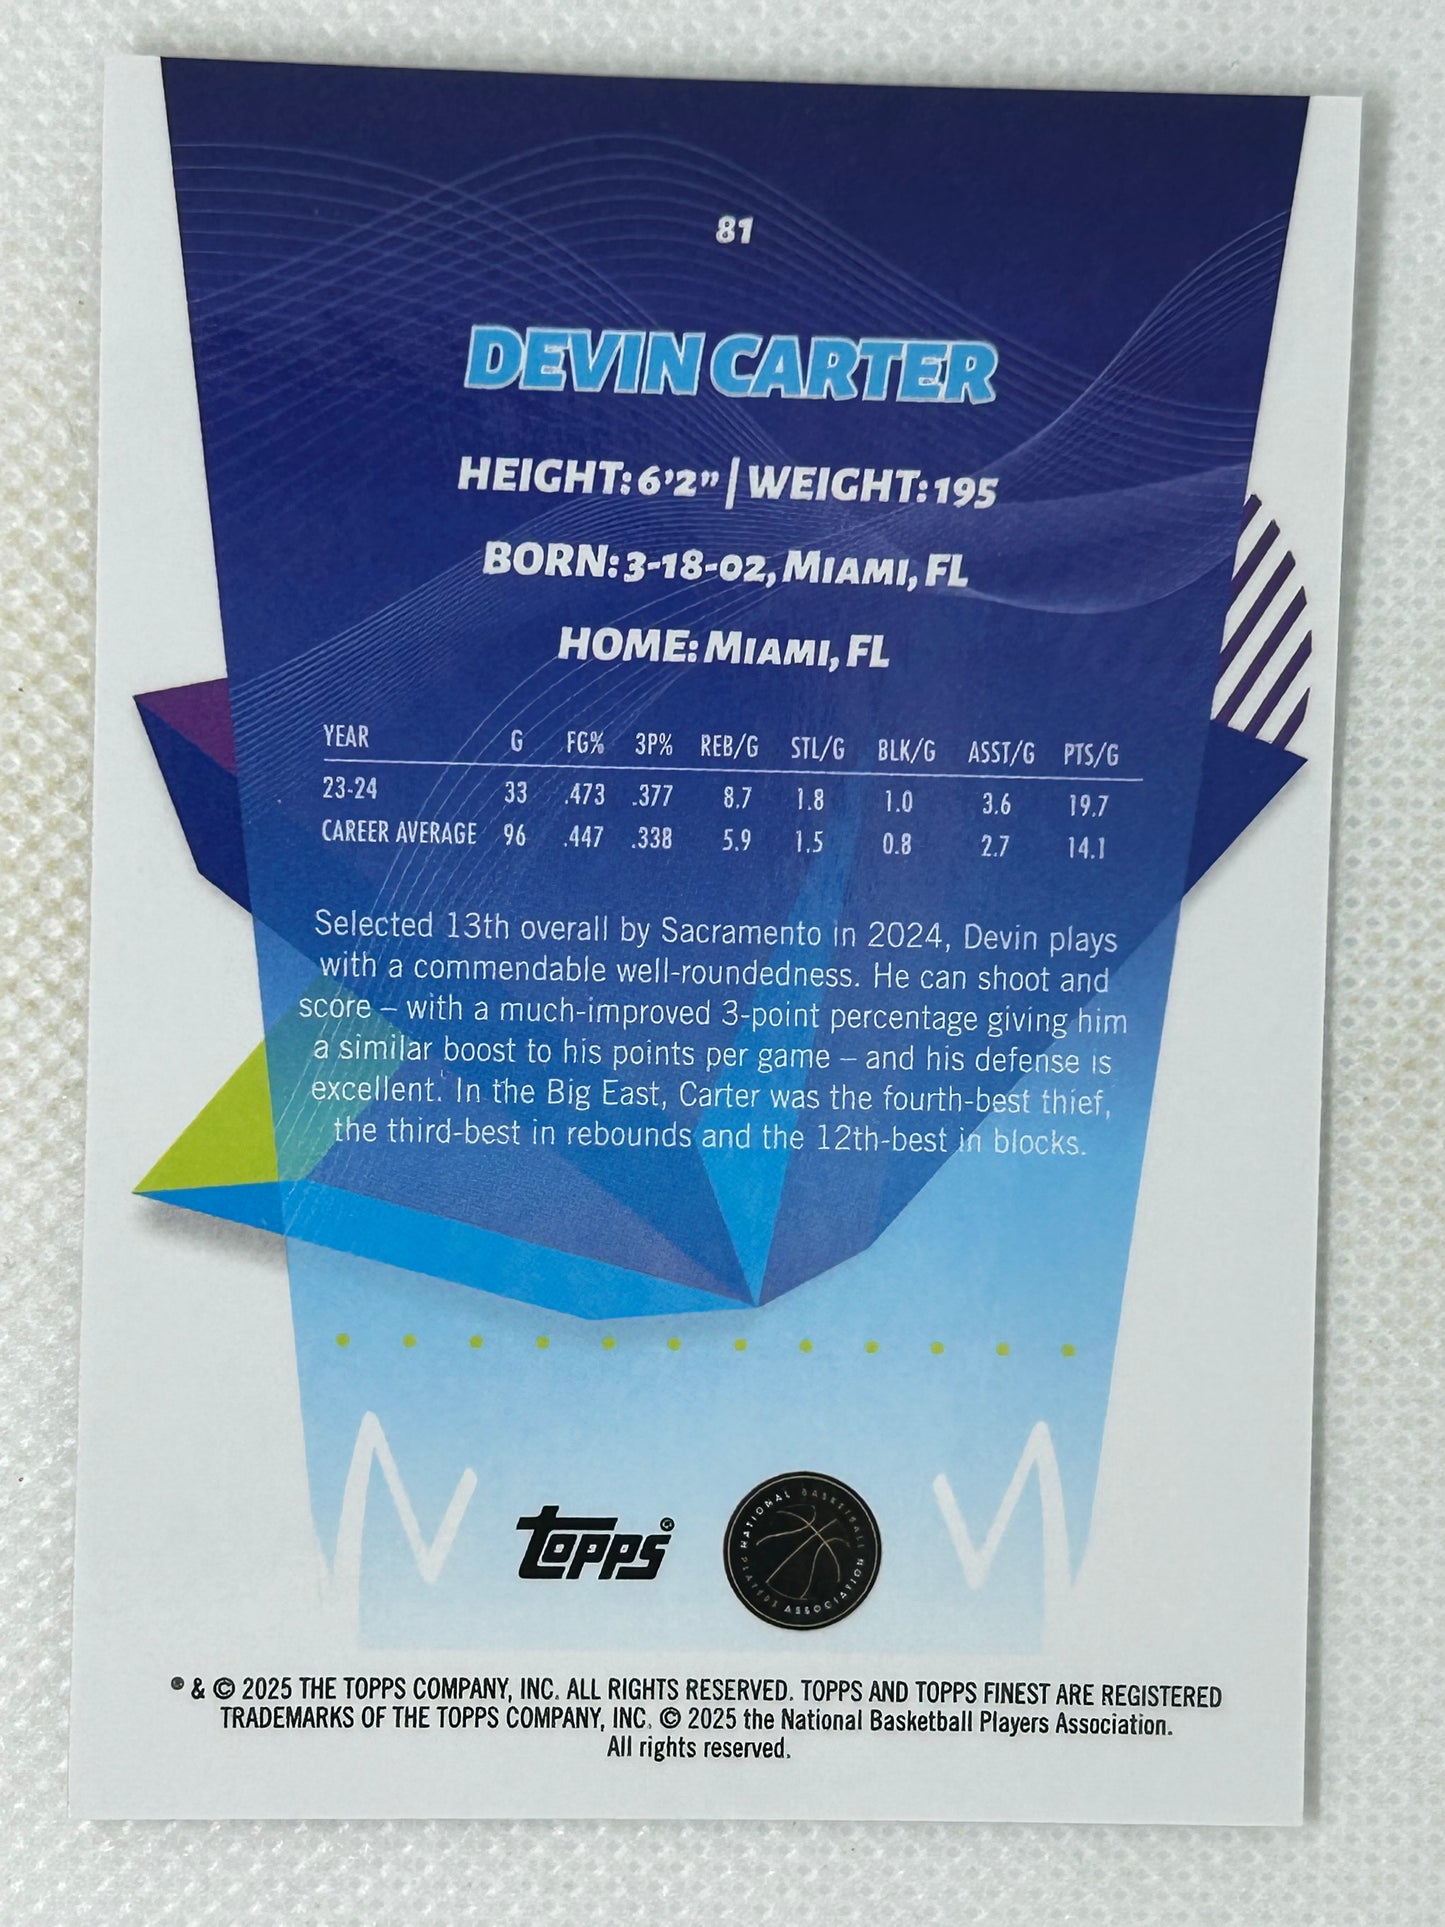 81
DEVIN CARTER
HEIGHT: 6'2" | WEIGHT: 195
BORN: 3-18-02, MIAMI, FL
HOME: MIAMI, FL
YEAR G FG% 3P% REB/G STL/G BLK/G ASST/G PTS/G
23-24 33 .473 .377 8.7 1.8 1.0 3.6 19.7
CAREER AVERAGE 96 .447 .338 5.9 1.5 0.8 2.7 14.1
Selected 13th overall by Sacramento in 2024, Devin plays
with a commendable well-roundedness. He can shoot and
score – with a much-improved 3-point percentage giving him
a similar boost to his points per game – and his defense is
excellent. In the Big East, Carter was the fourth-best thief,
the third-best in rebounds and the 12th-best in blocks.
Topps®
NATIONAL BASKETBALL PLAYERS ASSOCIATION
® & © 2025 THE TOPPS COMPANY, INC. ALL RIGHTS RESERVED. TOPPS AND TOPPS FINEST ARE REGISTERED
TRADEMARKS OF THE TOPPS COMPANY, INC. © 2025 the National Basketball Players Association.
All rights reserved.